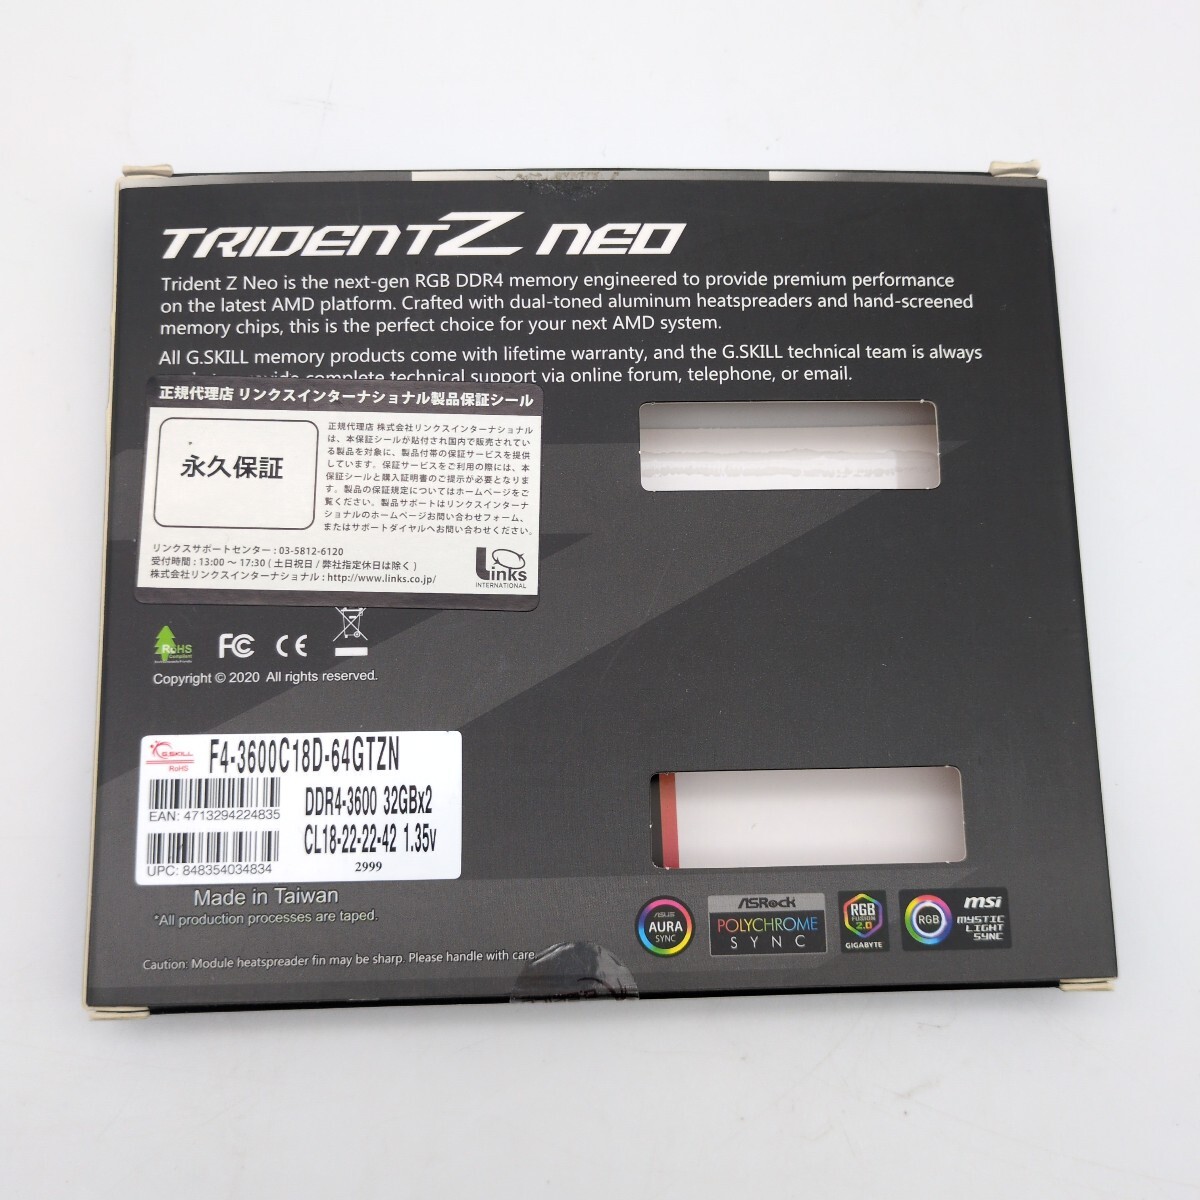 TRIDENTZ NEO
Trident Z Neo is the next-gen RGB DDR4 memory engineered to provide premium performance
on the latest AMD platform. Crafted with dual-toned aluminum heatspreaders and hand-screened
memory chips, this is the perfect choice for your next AMD system.
All G.SKILL memory products come with lifetime warranty, and the G.SKILL technical team is always
complete technical support via online forum, telephone, or email.
正規代理店 リンクスインターナショナル製品保証シール
永久保証
正規代理店 株式会社リンクスインターナショナル
は、本保証シールが貼付され国内で販売されてい
る製品を対象に、製品付帯の保証サービスを提供
しています。保証サービスをご利用の際には、本
保証シールと購入証明書のご提示が必要となりま
す。製品の保証規定についてはホームページをご
覧ください。製品サポートはリンクスインターナ
ショナルのホームページお問い合わせフォーム、
またはサポートダイヤルへお問い合わせください。
リンクスサポートセンター : 03-5812-6120
受付時間 : 13:00 〜 17:30 ( 土日祝日 / 弊社指定休日は除く )
株式会社リンクスインターナショナル : http://www.links.co.jp/
Links
INTERNATIONAL
RoHS
Compliant
FC CE
Copyright © 2020 All rights reserved.
G.SKILL
RoHS
F4-3600C18D-64GTZN
DDR4-3600 32GBx2
EAN: 4713294224835
CL18-22-22-42 1.35v
UPC: 848354034834
2999
Made in Taiwan
*All production processes are taped.
Caution: Module heatspreader fin may be sharp. Please handle with care.
ASUS
AURA
SYNC
ASRock
POLYCHROME
SYNC
RGB
FUSION
2.0
GIGABYTE
RGB
msi
MYSTIC
LIGHT
SYNC